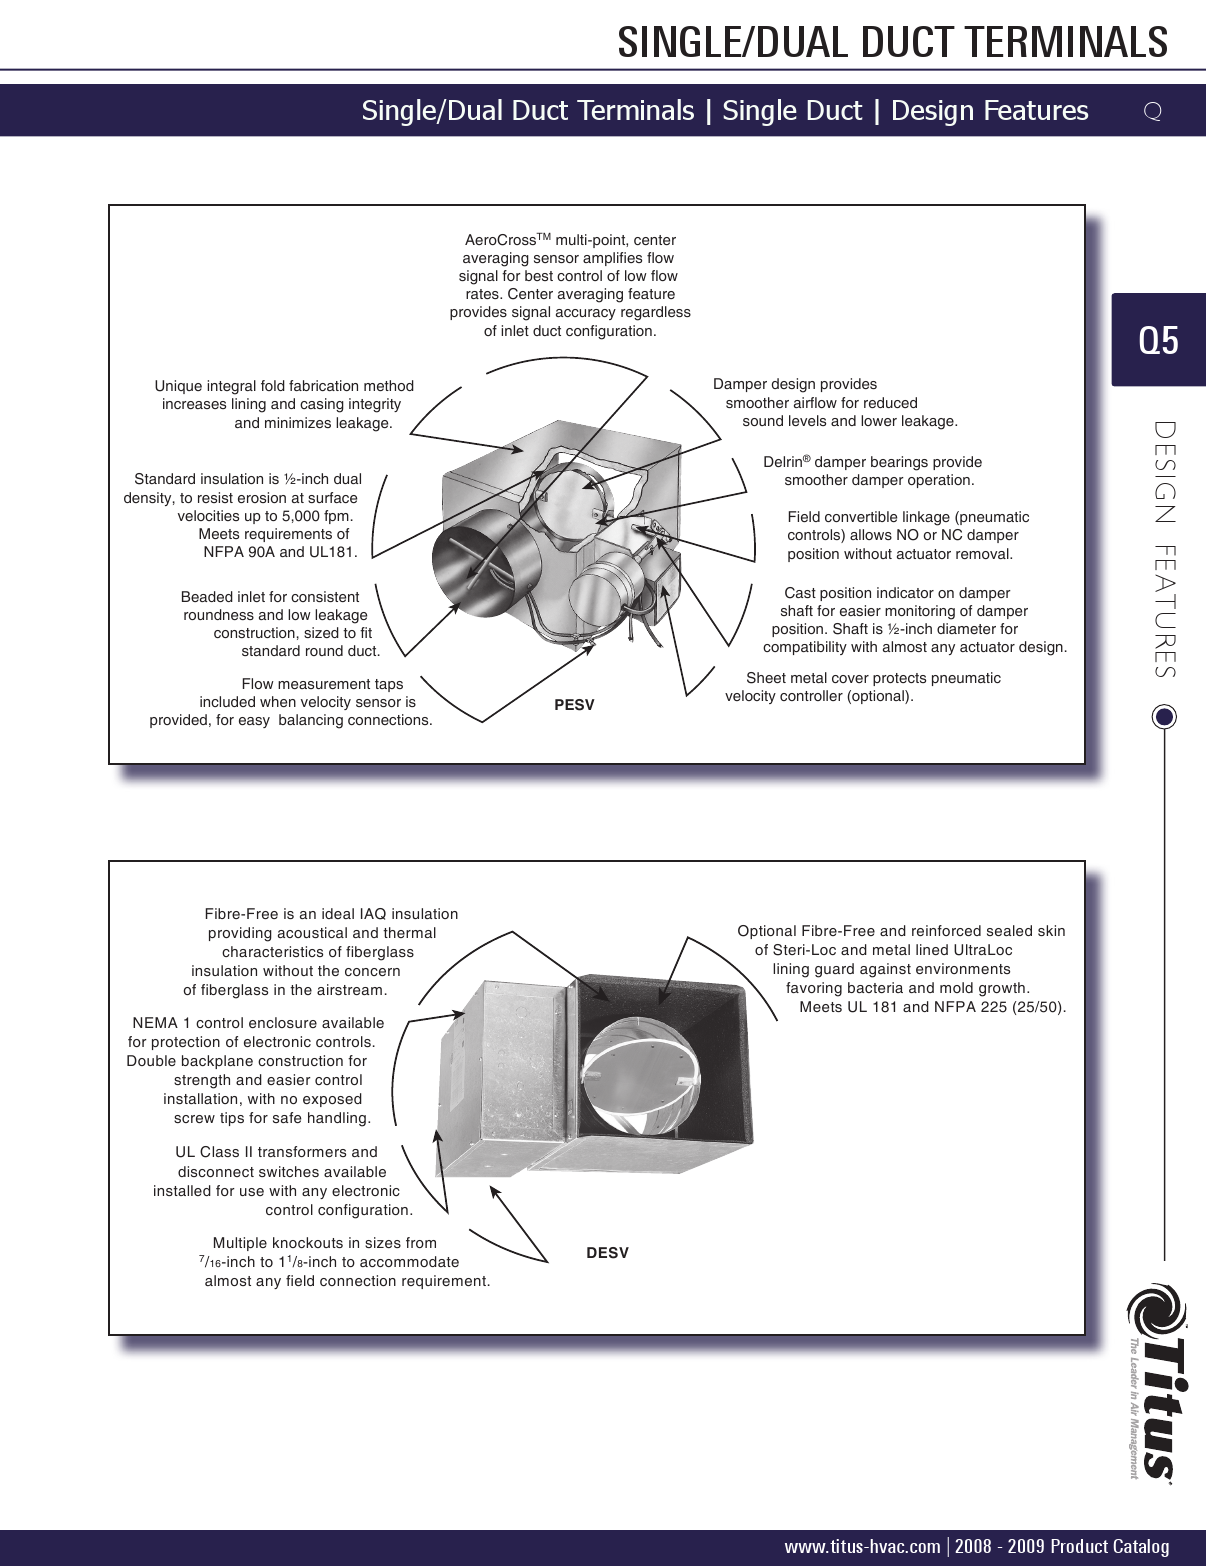 SINGLE/DUAL DUCT TERMINALS
Single/Dual Duct Terminals | Single Duct | Design Features
Q
AeroCross™ multi-point, center
averaging sensor amplifies flow
signal for best control of low flow
rates. Center averaging feature
provides signal accuracy regardless
of inlet duct configuration.
Unique integral fold fabrication method
increases lining and casing integrity
and minimizes leakage.
Standard insulation is ½-inch dual
density, to resist erosion at surface
velocities up to 5,000 fpm.
Meets requirements of
NFPA 90A and UL181.
Beaded inlet for consistent
roundness and low leakage
construction, sized to fit
standard round duct.
Flow measurement taps
included when velocity sensor is
provided, for easy  balancing connections.
Damper design provides
smoother airflow for reduced
sound levels and lower leakage.
Delrin® damper bearings provide
smoother damper operation.
Field convertible linkage (pneumatic
controls) allows NO or NC damper
position without actuator removal.
Cast position indicator on damper
shaft for easier monitoring of damper
position. Shaft is ½-inch diameter for
compatibility with almost any actuator design.
Sheet metal cover protects pneumatic
velocity controller (optional).
PESV
Q5
DESIGN FEATURES
Fibre-Free is an ideal IAQ insulation
providing acoustical and thermal
characteristics of fiberglass
insulation without the concern
of fiberglass in the airstream.
NEMA 1 control enclosure available
for protection of electronic controls.
Double backplane construction for
strength and easier control
installation, with no exposed
screw tips for safe handling.
UL Class II transformers and
disconnect switches available
installed for use with any electronic
control configuration.
Multiple knockouts in sizes from
7/16-inch to 1 1/8-inch to accommodate
almost any field connection requirement.
Optional Fibre-Free and reinforced sealed skin
of Steri-Loc and metal lined UltraLoc
lining guard against environments
favoring bacteria and mold growth.
Meets UL 181 and NFPA 225 (25/50).
DESV
Titus
The Leader in Air Management
www.titus-hvac.com | 2008 - 2009 Product Catalog